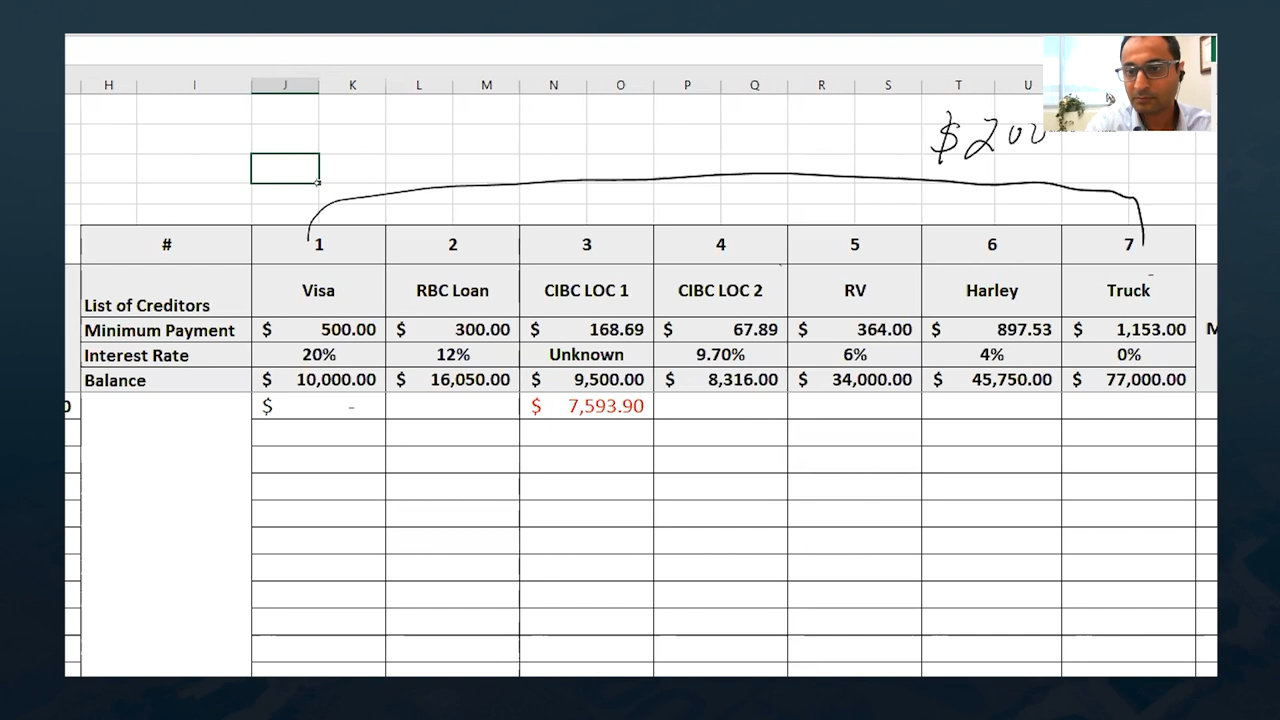 H I J K L M N O P Q R S T U
$200
# 1 2 3 4 5 6 7
List of Creditors Visa RBC Loan CIBC LOC 1 CIBC LOC 2 RV Harley Truck
Minimum Payment $ 500.00 $ 300.00 $ 168.69 $ 67.89 $ 364.00 $ 897.53 $ 1,153.00 M
Interest Rate 20% 12% Unknown 9.70% 6% 4% 0%
Balance $ 10,000.00 $ 16,050.00 $ 9,500.00 $ 8,316.00 $ 34,000.00 $ 45,750.00 $ 77,000.00
0 $ - $ 7,593.90